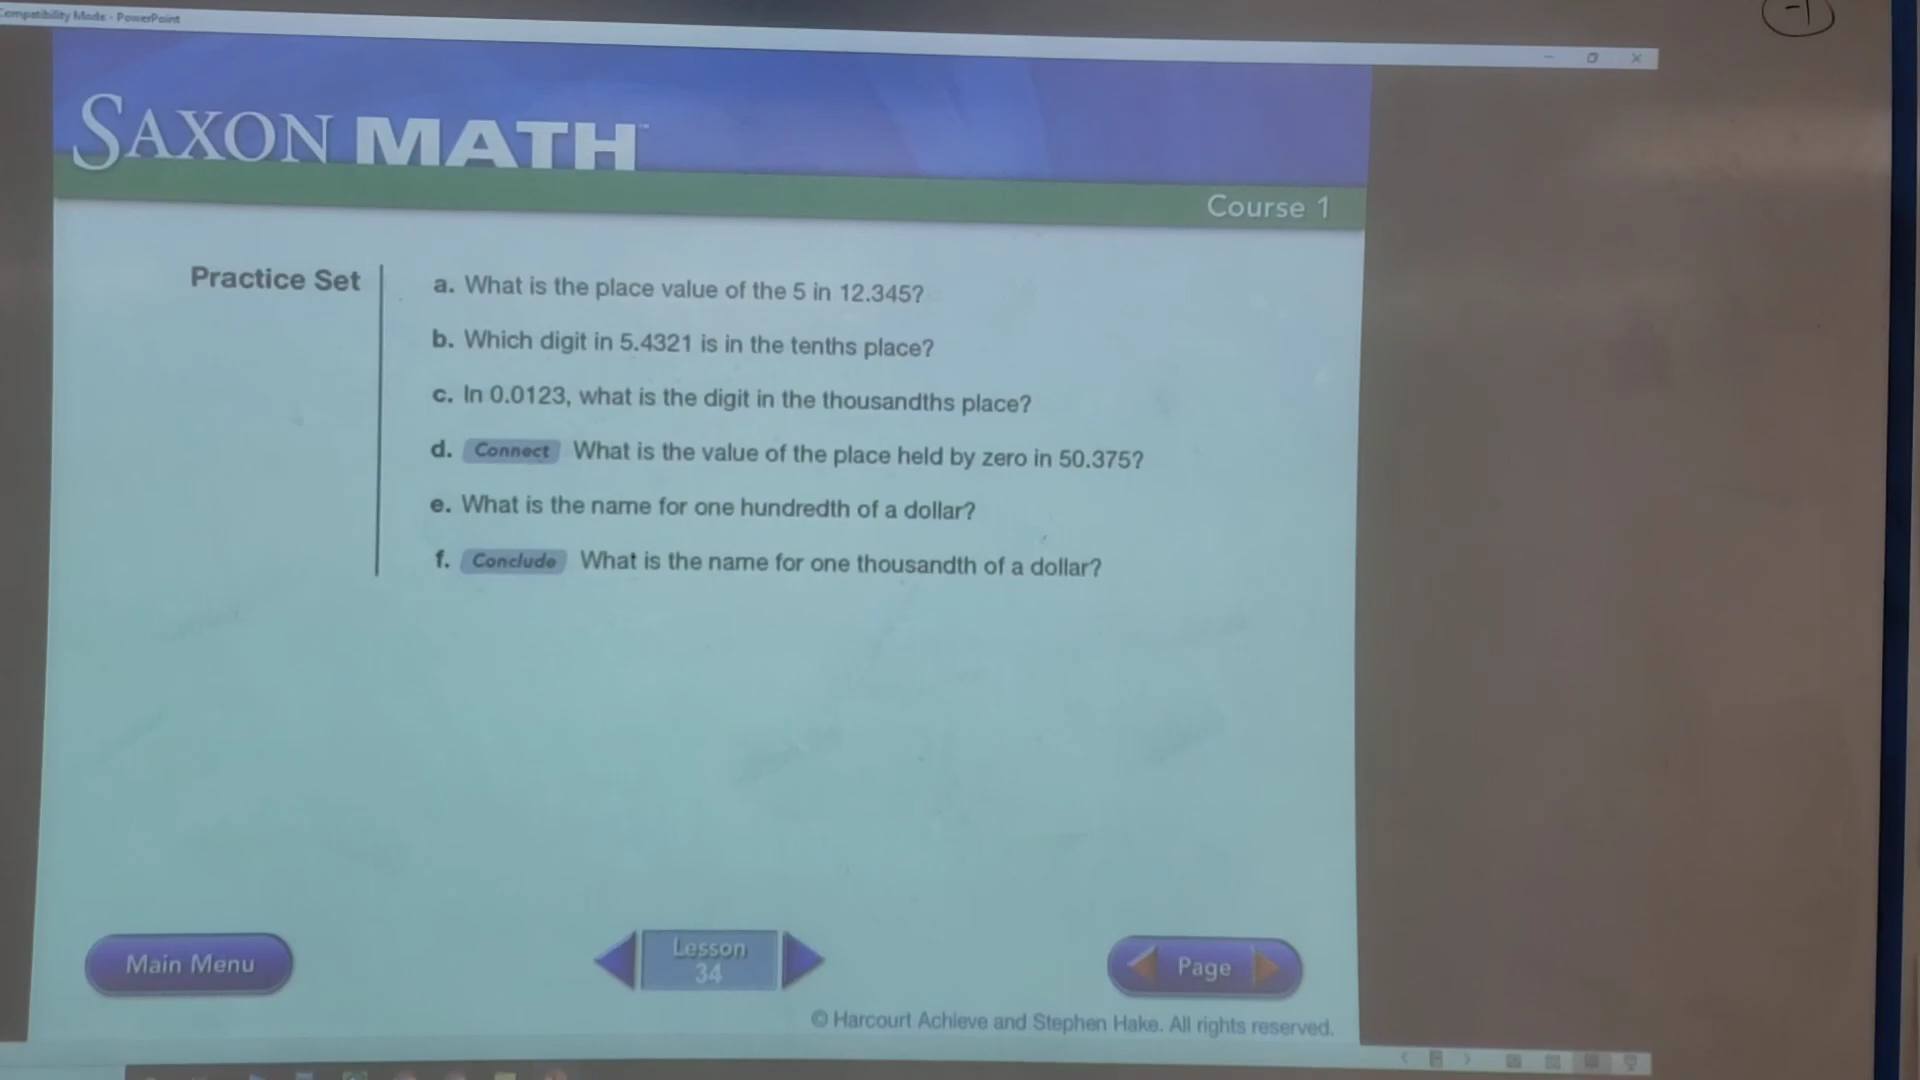 Compatibility Mode - PowerPoint
-1
SAXON MATH™
Course 1
Practice Set
a. What is the place value of the 5 in 12.345?
b. Which digit in 5.4321 is in the tenths place?
c. In 0.0123, what is the digit in the thousandths place?
d. Connect What is the value of the place held by zero in 50.375?
e. What is the name for one hundredth of a dollar?
f. Conclude What is the name for one thousandth of a dollar?
Main Menu
Lesson
34
Page
© Harcourt Achieve and Stephen Hake. All rights reserved.